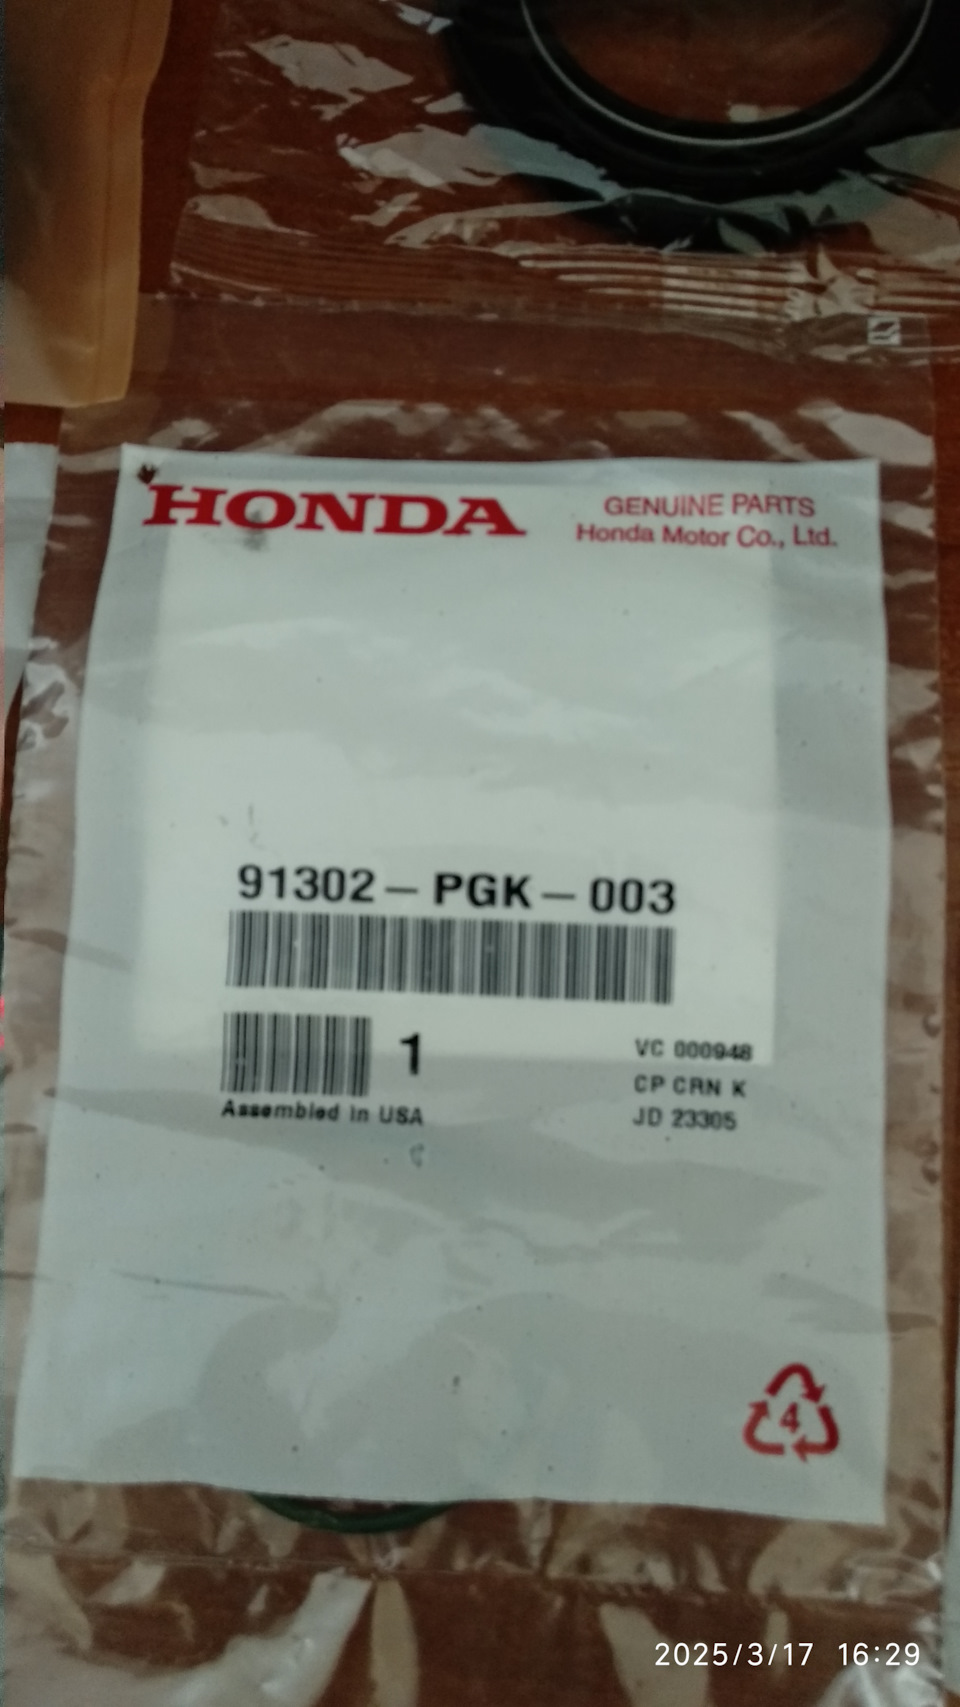 HONDA
GENUINE PARTS
Honda Motor Co., Ltd.
91302 – PGK – 003
1
VC 000948
CP CRN K
Assembled in USA
JD 23305
4
2025/3/17 16:29